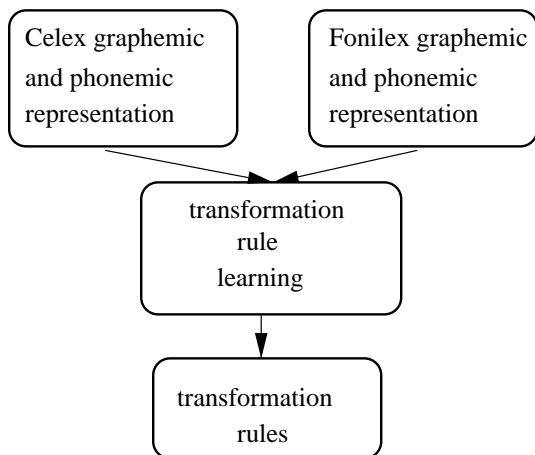 Celex graphemic
and phonemic
representation
Fonilex graphemic
and phonemic
representation
transformation
rule
learning
transformation
rules